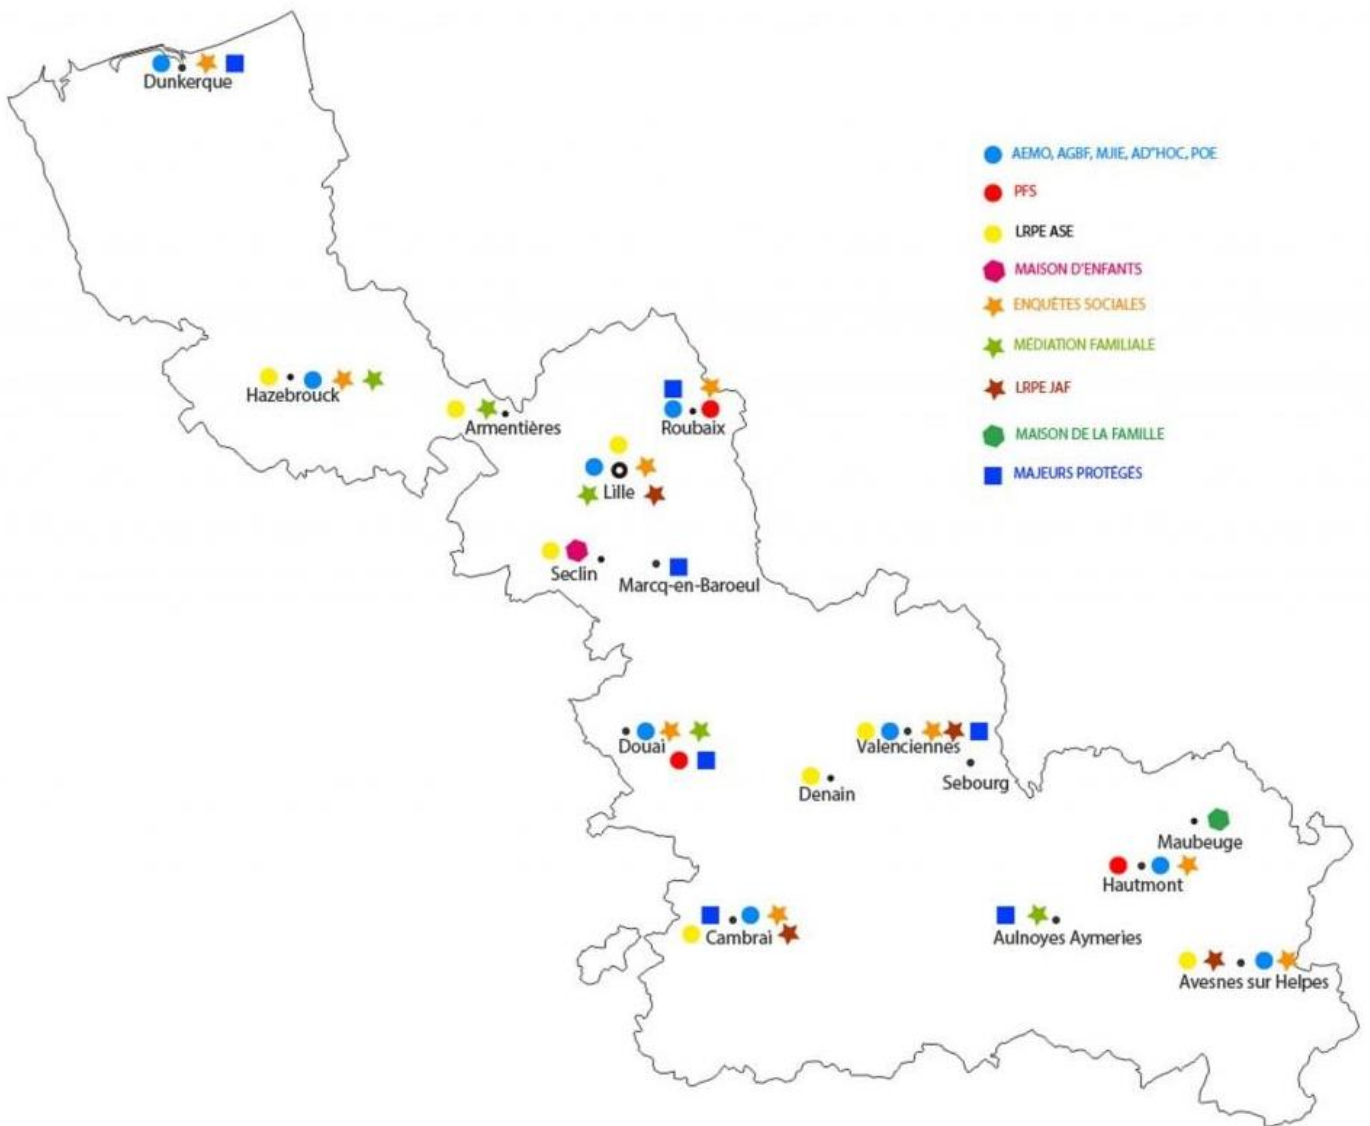 Dunkerque
AEMO, AGBF, MJIE, AD"HOC, POE
PFS
LRPE ASE
MAISON D'ENFANTS
ENQUÊTES SOCIALES
MÉDIATION FAMILIALE
LRPE JAF
MAISON DE LA FAMILLE
MAJEURS PROTÉGÉS
Hazebrouck
Armentières
Roubaix
Lille
Seclin
Marcq-en-Baroeul
Douai
Valenciennes
Denain
Sebourg
Maubeuge
Hautmont
Cambrai
Aulnoyes Aymeries
Avesnes sur Helpes